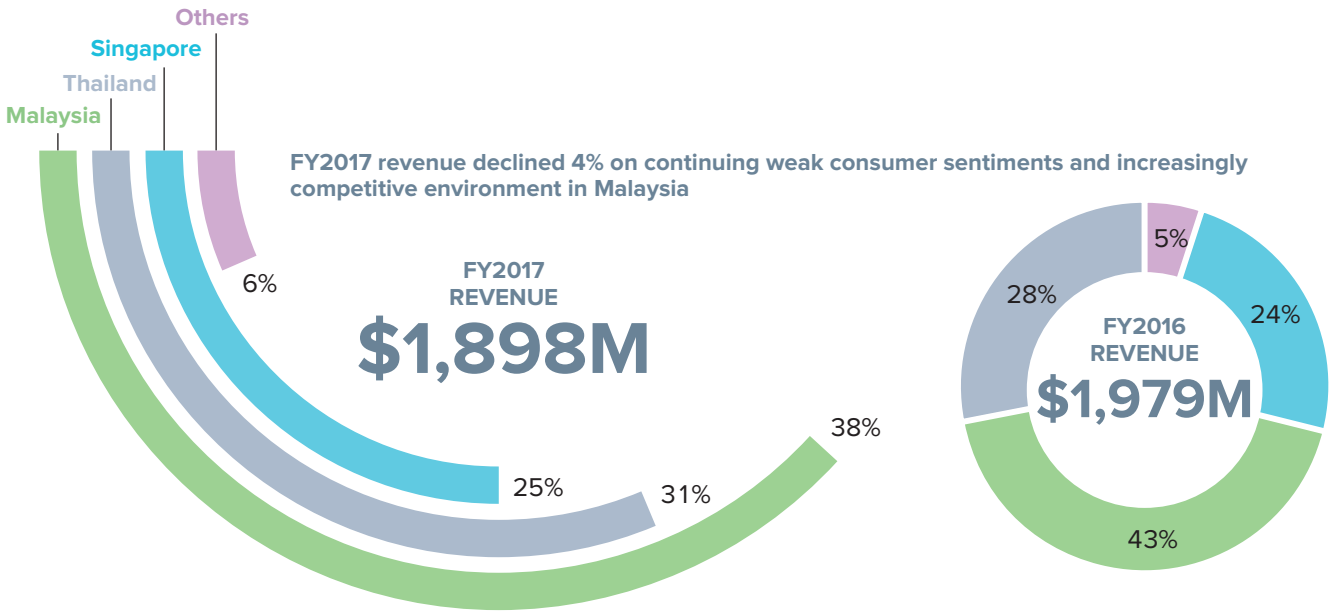 Others
Singapore
Thailand
Malaysia
FY2017 revenue declined 4% on continuing weak consumer sentiments and increasingly
competitive environment in Malaysia
6%
FY2017
REVENUE
$1,898M
38%
25%
31%
5%
28%
24%
FY2016
REVENUE
$1,979M
43%